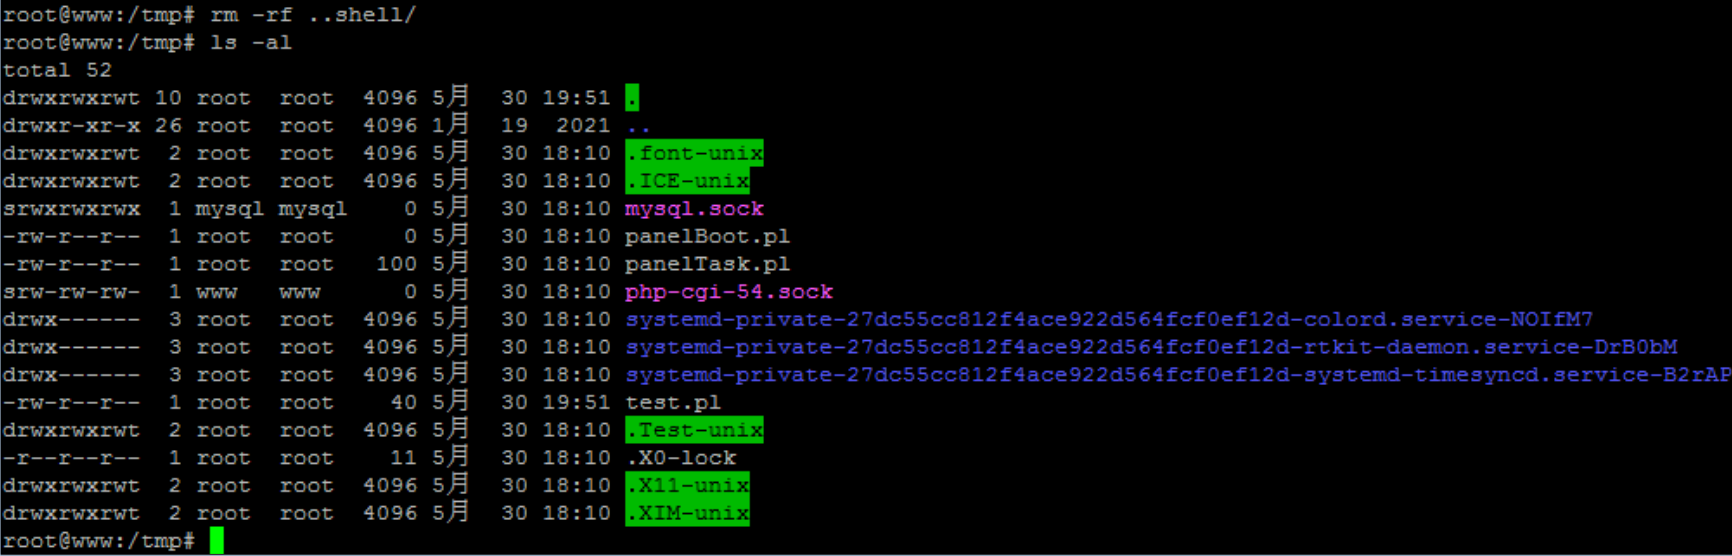 root@www:/tmp# rm -rf ..shell/
root@www:/tmp# ls -al
total 52
drwxrwxrwt 10 root  root  4096 5月  30 19:51 .
drwxr-xr-x 26 root  root  4096 1月  19  2021 ..
drwxrwxrwt  2 root  root  4096 5月  30 18:10 .font-unix
drwxrwxrwt  2 root  root  4096 5月  30 18:10 .ICE-unix
srwxrwxrwx  1 mysql mysql    0 5月  30 18:10 mysql.sock
-rw-r--r--  1 root  root     0 5月  30 18:10 panelBoot.pl
-rw-r--r--  1 root  root   100 5月  30 18:10 panelTask.pl
srw-rw-rw-  1 www   www      0 5月  30 18:10 php-cgi-54.sock
drwx------  3 root  root  4096 5月  30 18:10 systemd-private-27dc55cc812f4ace922d564fcf0ef12d-colord.service-NOIfM7
drwx------  3 root  root  4096 5月  30 18:10 systemd-private-27dc55cc812f4ace922d564fcf0ef12d-rtkit-daemon.service-DrB0bM
drwx------  3 root  root  4096 5月  30 18:10 systemd-private-27dc55cc812f4ace922d564fcf0ef12d-systemd-timesyncd.service-B2rAP
-rw-r--r--  1 root  root    40 5月  30 19:51 test.pl
drwxrwxrwt  2 root  root  4096 5月  30 18:10 .Test-unix
-r--r--r--  1 root  root    11 5月  30 18:10 .X0-lock
drwxrwxrwt  2 root  root  4096 5月  30 18:10 .X11-unix
drwxrwxrwt  2 root  root  4096 5月  30 18:10 .XIM-unix
root@www:/tmp#